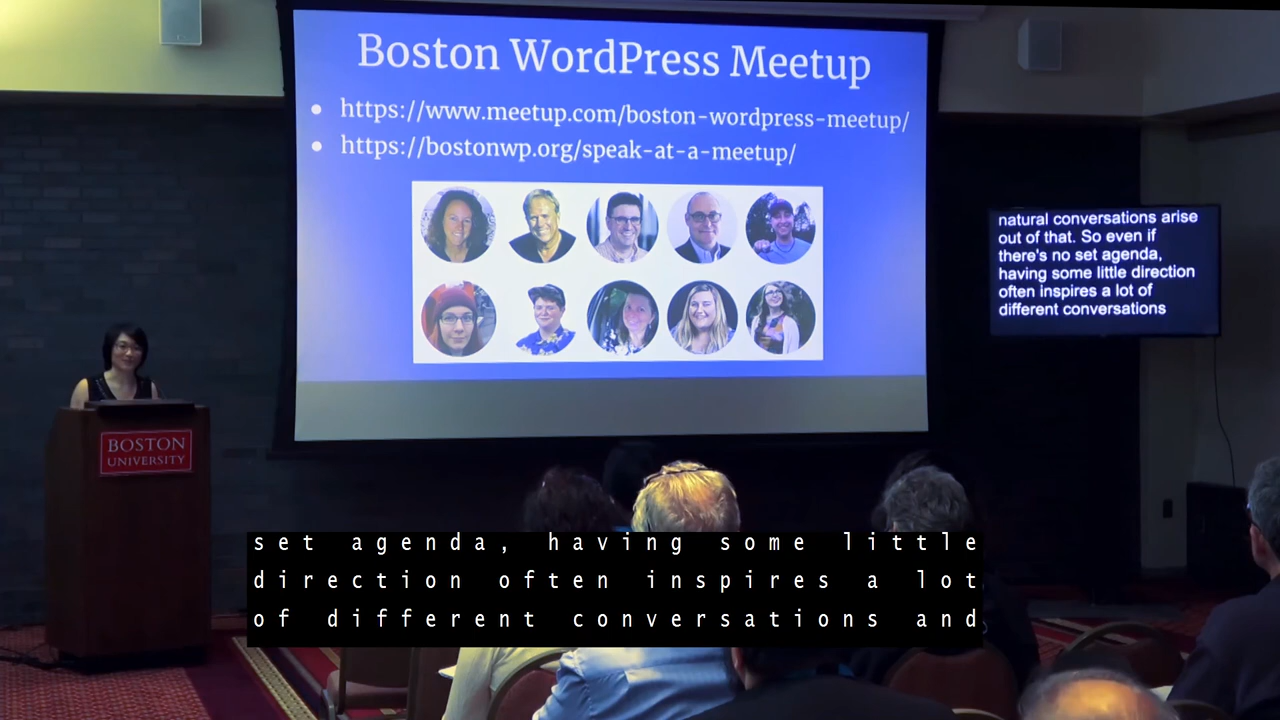 Boston WordPress Meetup
https://www.meetup.com/boston-wordpress-meetup/
https://bostonwp.org/speak-at-a-meetup/
natural conversations arise
out of that. So even if
there's no set agenda,
having some little direction
often inspires a lot of
different conversations
BOSTON
UNIVERSITY
set agenda, having some little
direction often inspires a lot
of different conversations and